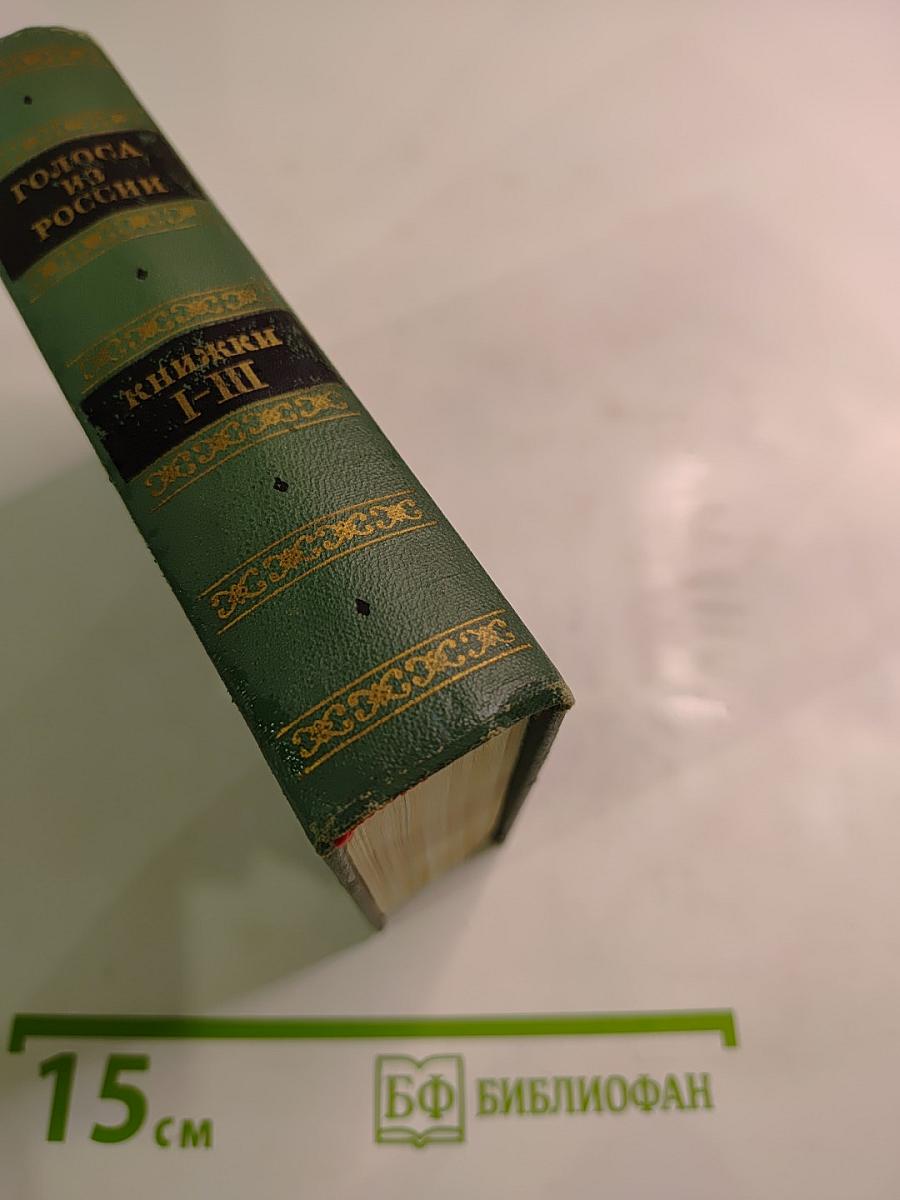 ГОЛОСА
ИЗ
РОССИИ
КНИЖКИ
I–III
15 см
БФ БИБЛИОФАН